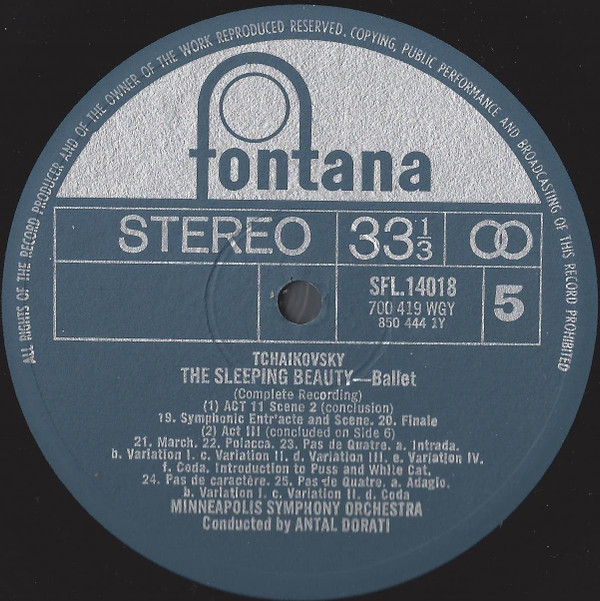 ALL RIGHTS OF THE RECORD PRODUCER AND OF THE OWNER OF THE WORK REPRODUCED RESERVED. COPYING, PUBLIC PERFORMANCE AND BROADCASTING OF THIS RECORD PROHIBITED
fontana
STEREO
33 1/3
SFL.14018
700 419 WGY
850 444 1Y
5
TCHAIKOVSKY
THE SLEEPING BEAUTY—Ballet
(Complete Recording)
(1) ACT 11 Scene 2 (conclusion)
19. Symphonic Entr'acte and Scene. 20. Finale
(2) Act III (concluded on Side 6)
21. March. 22. Polacca. 23. Pas de Quatre. a. Intrada.
b. Variation I. c. Variation II. d. Variation III. e. Variation IV.
f. Coda. Introduction to Puss and White Cat.
24. Pas de caractère. 25. Pas de Quatre. a. Adagio.
b. Variation I. c. Variation II. d. Coda
MINNEAPOLIS SYMPHONY ORCHESTRA
Conducted by ANTAL DORATI